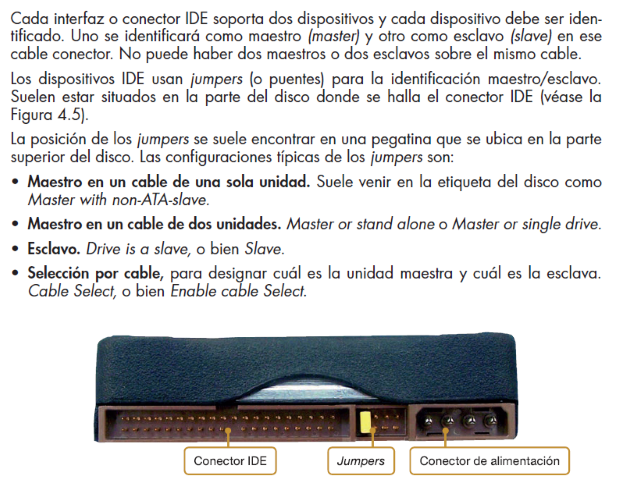 Cada interfaz o conector IDE soporta dos dispositivos y cada dispositivo debe ser iden-
tificado. Uno se identificará como maestro (master) y otro como esclavo (slave) en ese
cable conector. No puede haber dos maestros o dos esclavos sobre el mismo cable.
Los dispositivos IDE usan jumpers (o puentes) para la identificación maestro/esclavo.
Suelen estar situados en la parte del disco donde se halla el conector IDE (véase la
Figura 4.5).
La posición de los jumpers se suele encontrar en una pegatina que se ubica en la parte
superior del disco. Las configuraciones típicas de los jumpers son:
• Maestro en un cable de una sola unidad. Suele venir en la etiqueta del disco como
Master with non-ATA-slave.
• Maestro en un cable de dos unidades. Master or stand alone o Master or single drive.
• Esclavo. Drive is a slave, o bien Slave.
• Selección por cable, para designar cuál es la unidad maestra y cuál es la esclava.
Cable Select, o bien Enable cable Select.
Conector IDE
Jumpers
Conector de alimentación